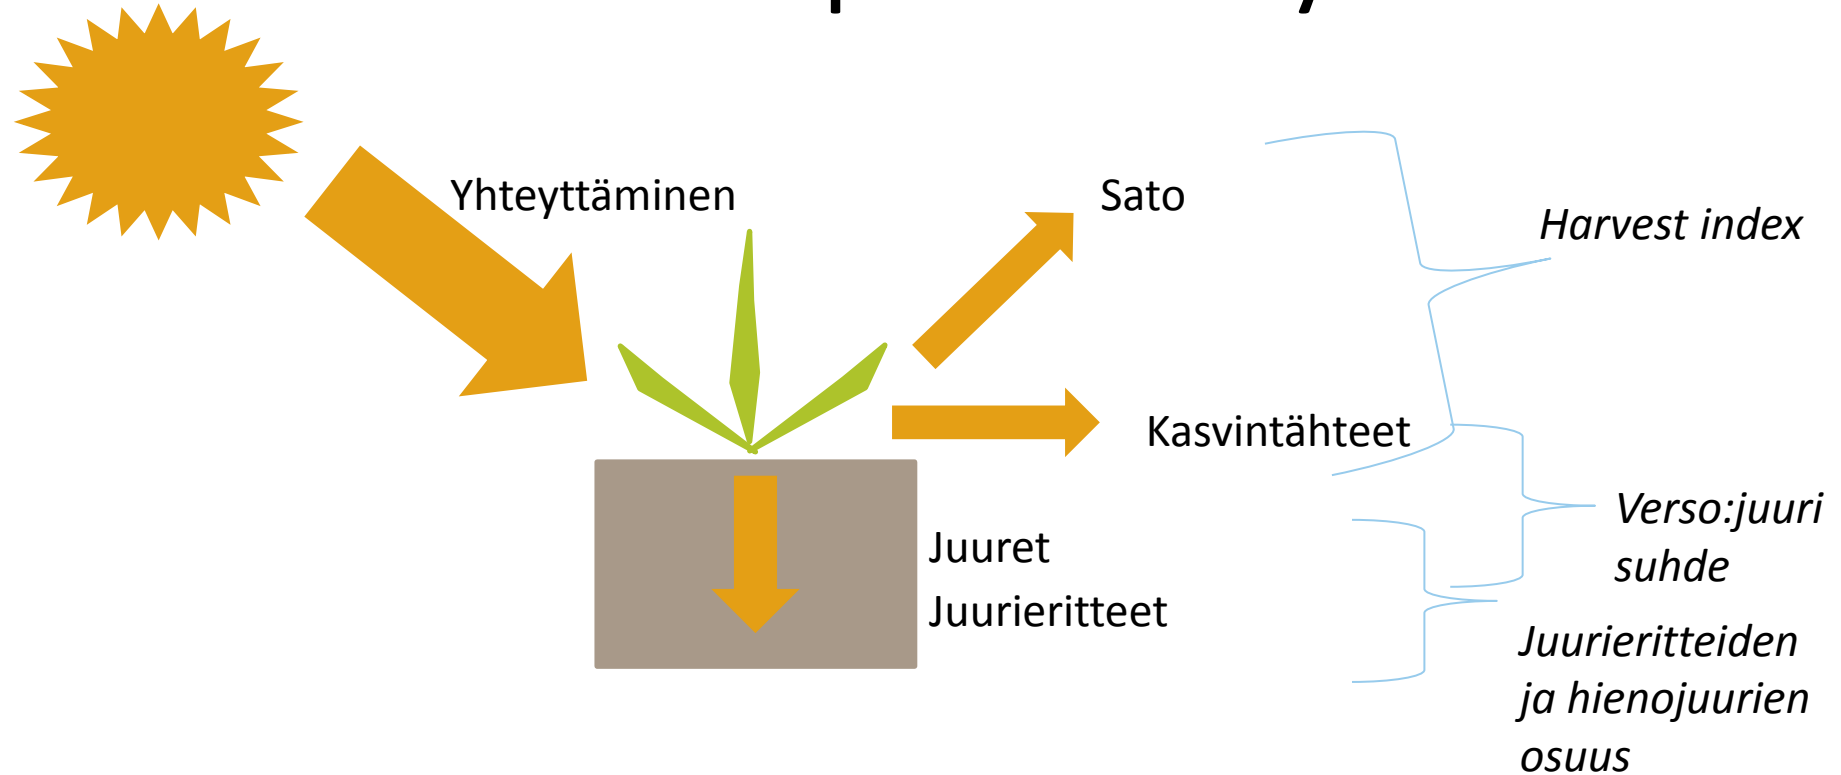 Yhteyttäminen
Sato
Harvest index
Kasvintähteet
Verso:juuri
suhde
Juuret
Juurieritteet
Juurieritteiden
ja hienojuurien
osuus